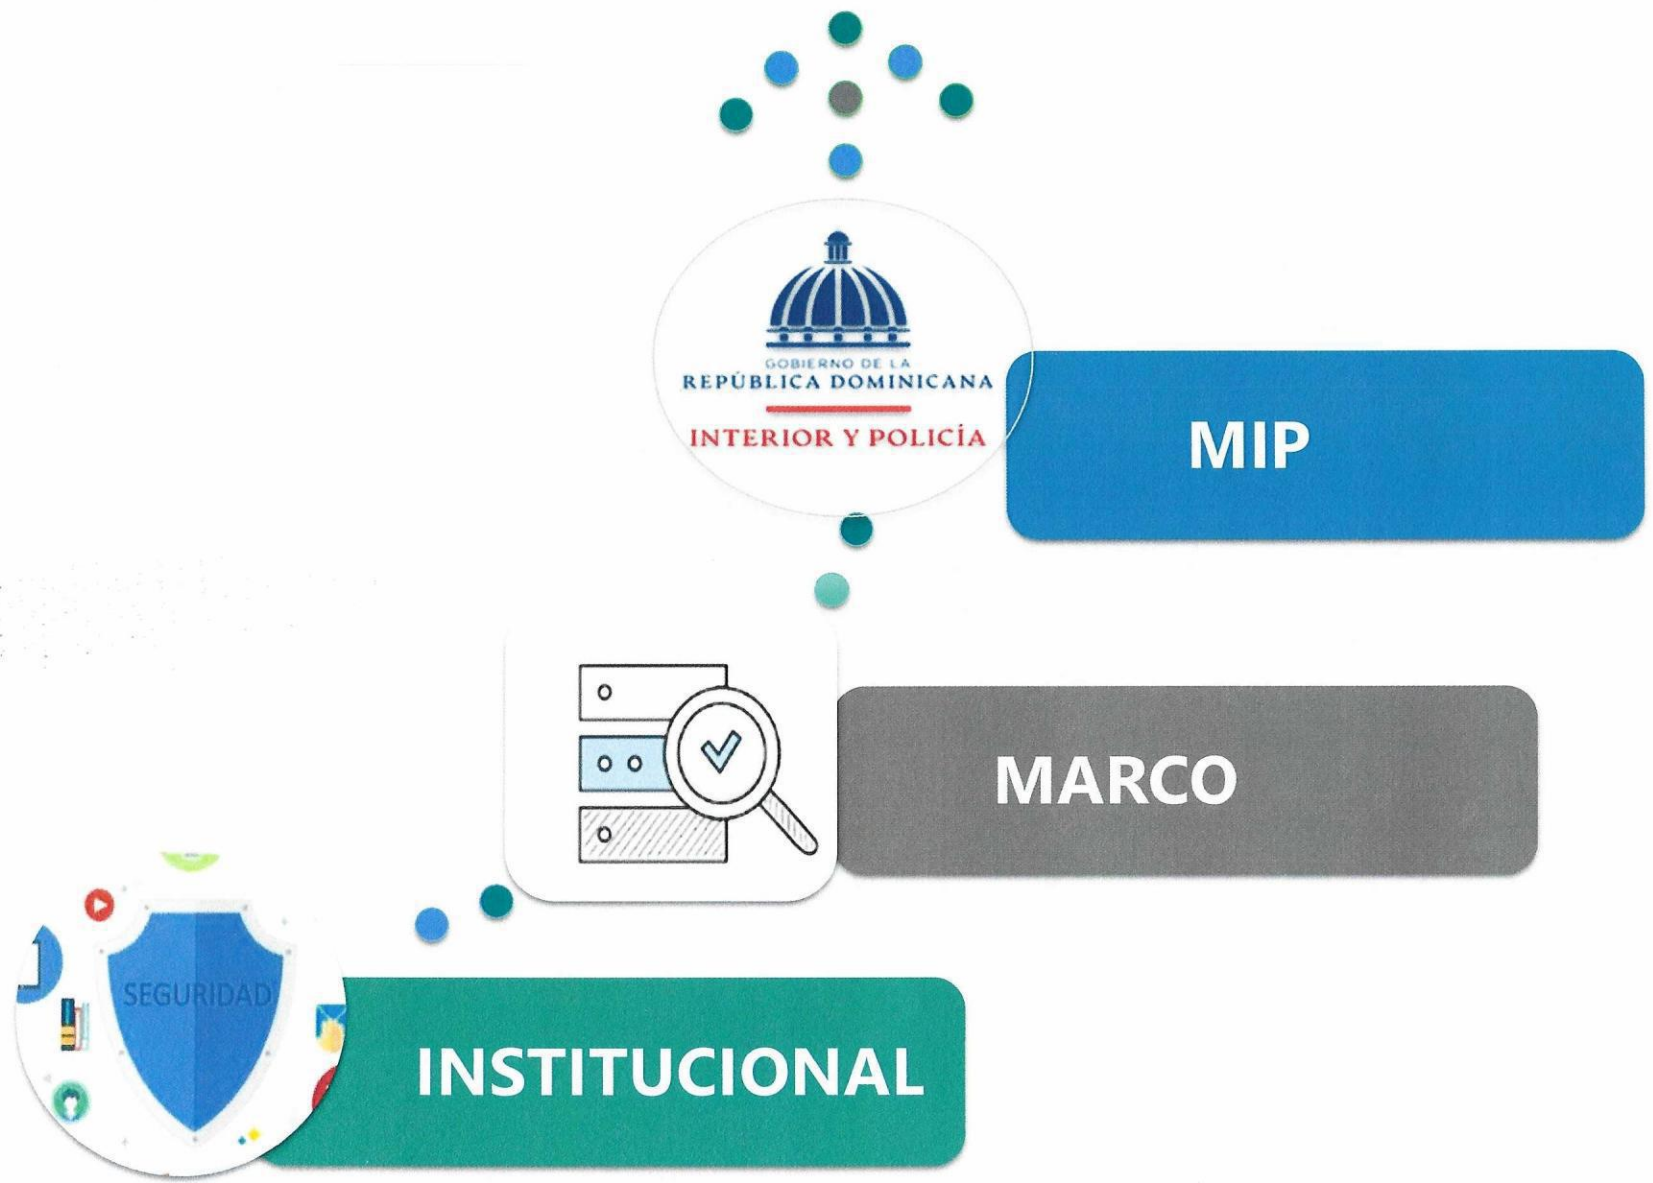 GOBIERNO DE LA
REPÚBLICA DOMINICANA
INTERIOR Y POLICÍA
MIP
MARCO
SEGURIDAD
INSTITUCIONAL